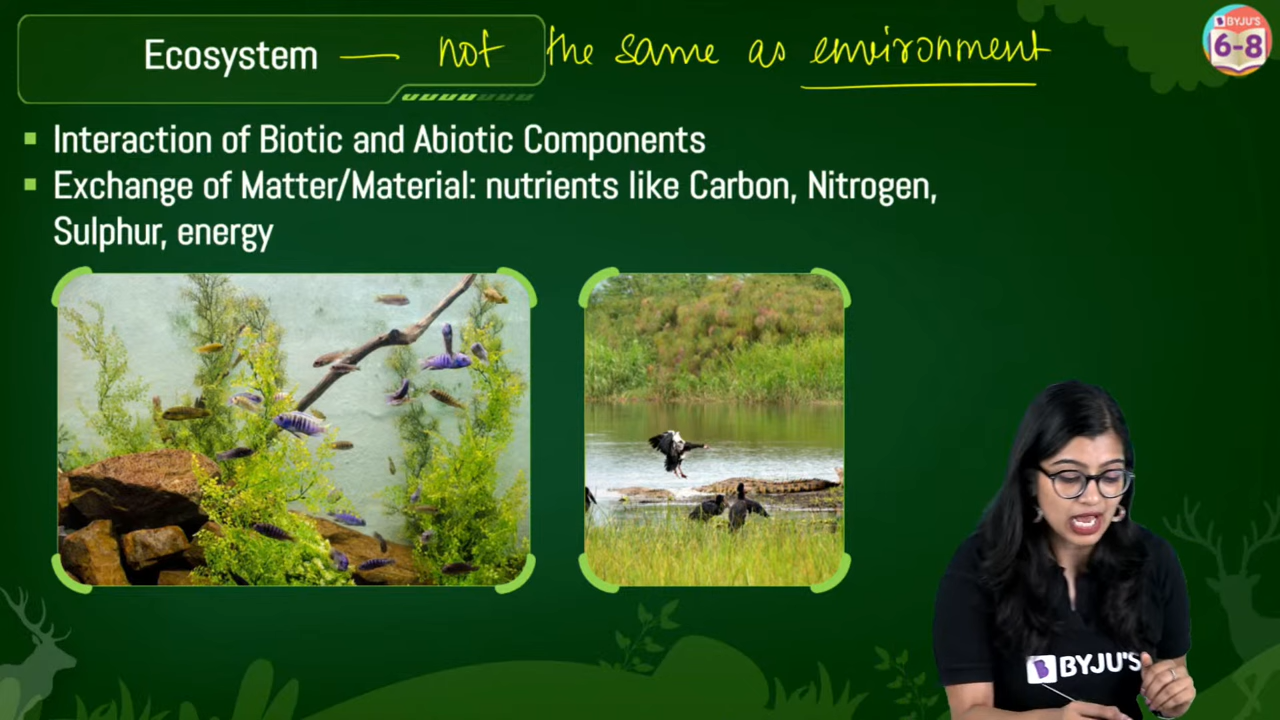 Ecosystem — not the same as environment
BYJU'S
6-8
Interaction of Biotic and Abiotic Components
Exchange of Matter/Material: nutrients like Carbon, Nitrogen,
Sulphur, energy
BYJU'S